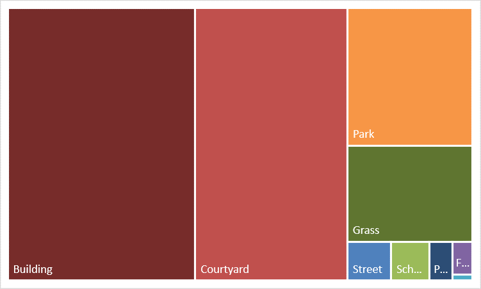 Park
Grass
Building
Courtyard
Street
Sch...
P...
F...